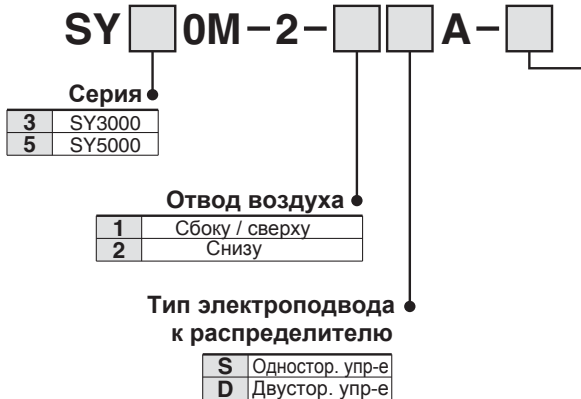 SY 0M-2- A-
Серия
3 SY3000
5 SY5000
Отвод воздуха
1 Сбоку / сверху
2 Снизу
Тип электроподвода
к распределителю
S Одностор. упр-е
D Двустор. упр-е